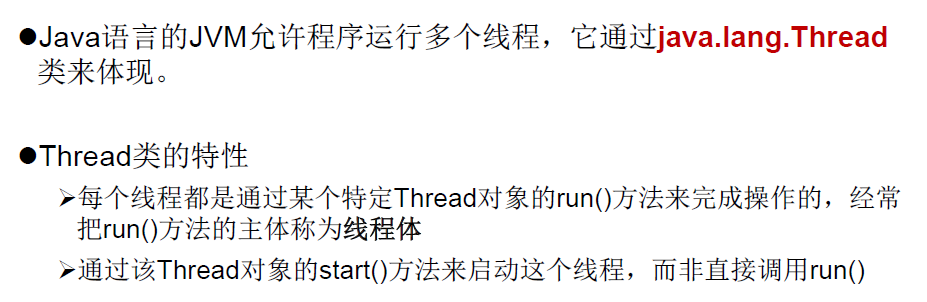 ●Java语言的JVM允许程序运行多个线程，它通过java.lang.Thread
类来体现。
●Thread类的特性
➢每个线程都是通过某个特定Thread对象的run()方法来完成操作的，经常
把run()方法的主体称为线程体
➢通过该Thread对象的start()方法来启动这个线程，而非直接调用run()